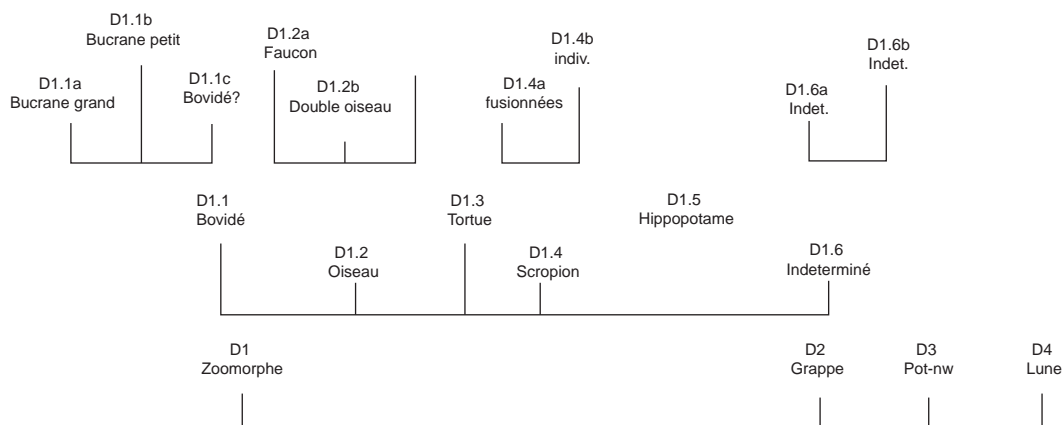 D1.1b
Bucrane petit
D1.2a
Faucon
D1.4b
indiv.
D1.6b
Indet.
D1.1a
Bucrane grand
D1.1c
Bovidé?
D1.2b
Double oiseau
D1.4a
fusionnées
D1.6a
Indet.
D1.1
Bovidé
D1.3
Tortue
D1.5
Hippopotame
D1.2
Oiseau
D1.4
Scropion
D1.6
Indeterminé
D1
Zoomorphe
D2
Grappe
D3
Pot-nw
D4
Lune